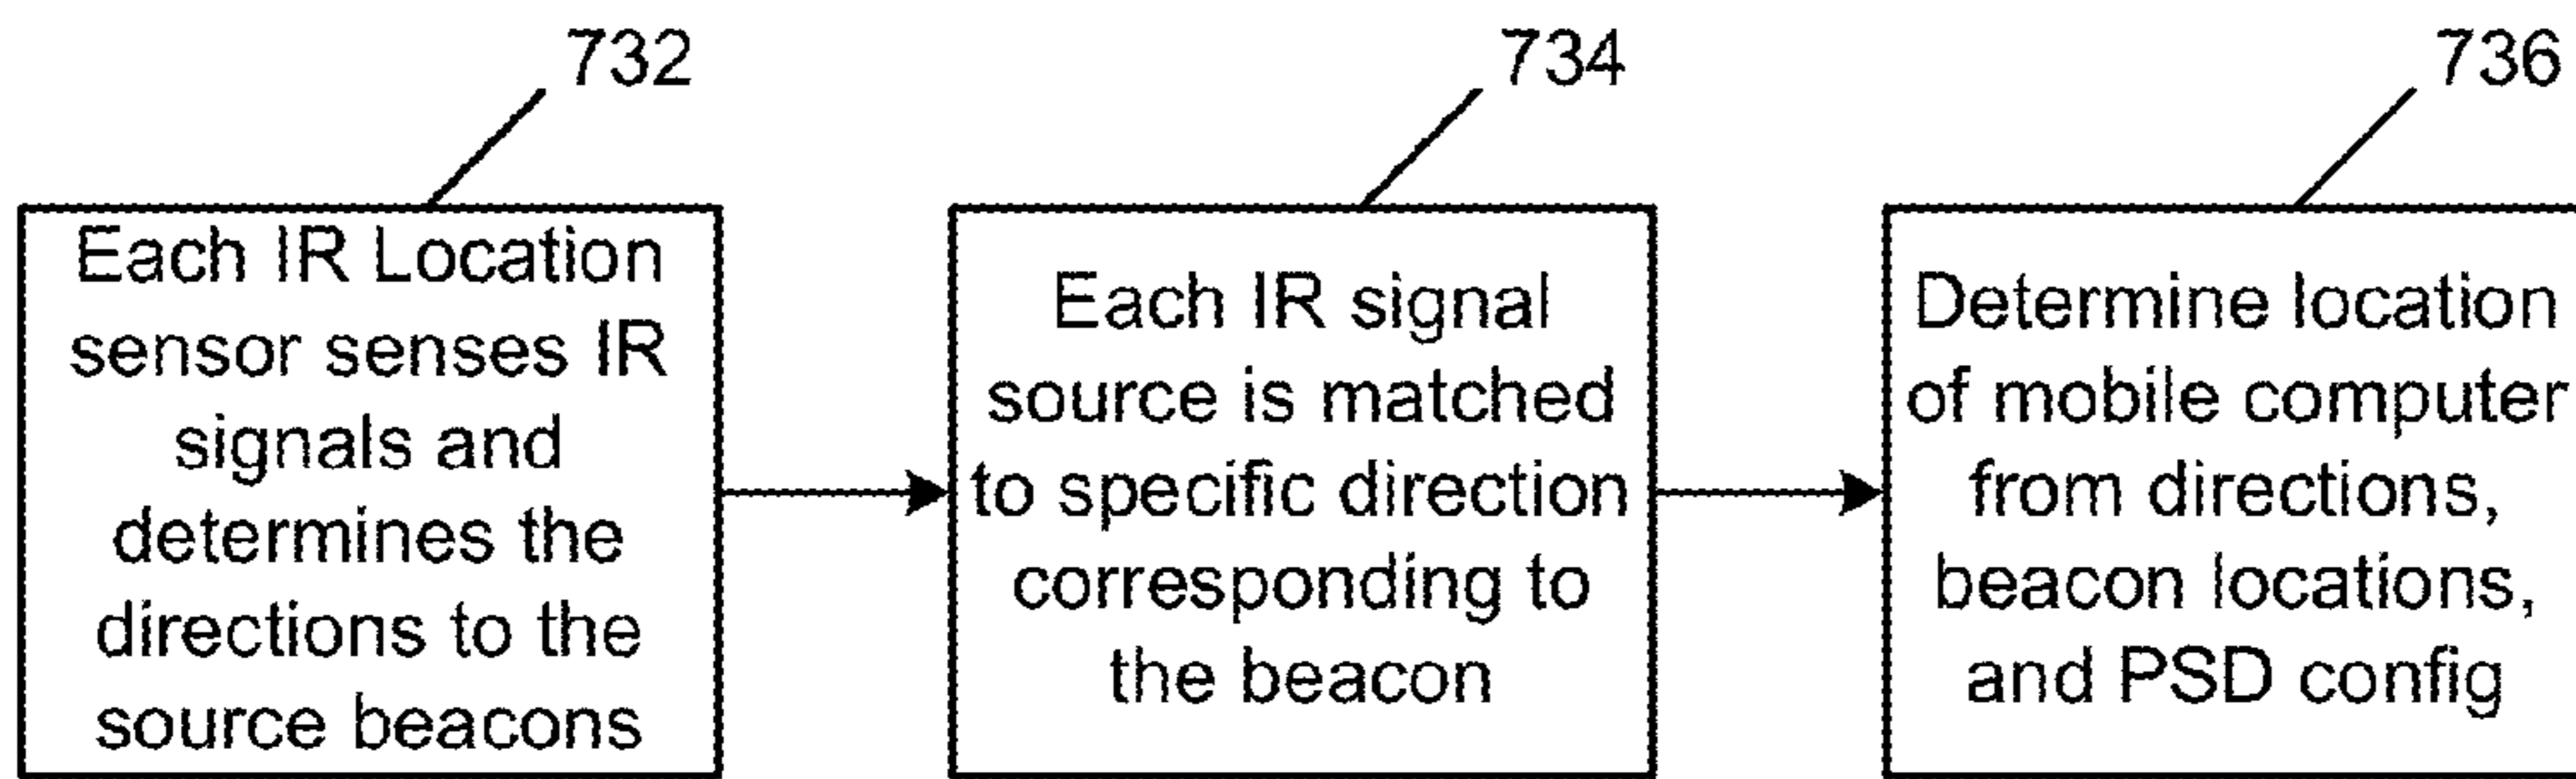 732
734
736
Each IR Location
sensor senses IR
signals and
determines the
directions to the
source beacons
Each IR signal
source is matched
to specific direction
corresponding to
the beacon
Determine location
of mobile computer
from directions,
beacon locations,
and PSD config